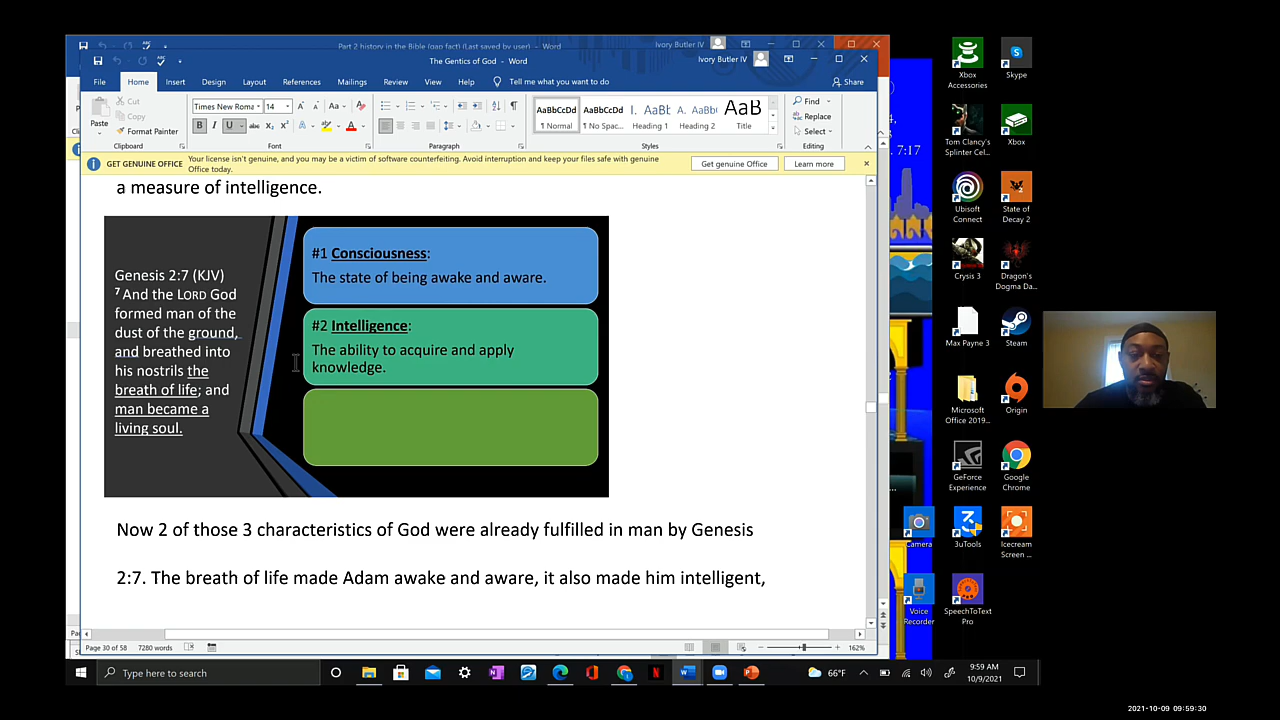 Part 2 history in the Bible (gap fact) (Last saved by user) - Word
Ivory Butler IV
The Gentics of God - Word
Ivory Butler IV
File
Home
Insert
Design
Layout
References
Mailings
Review
View
Help
Tell me what you want to do
Share
Paste
Cut
Copy
Format Painter
Clipboard
Times New Roma
14
Font
Paragraph
AaBbCcDd
¶ Normal
AaBbCcDd
¶ No Spac...
Heading 1
Heading 2
AaB
Title
Styles
Find
Replace
Select
Editing
GET GENUINE OFFICE
Your license isn't genuine, and you may be a victim of software counterfeiting. Avoid interruption and keep your files safe with genuine
Office today.
Get genuine Office
Learn more
a measure of intelligence.
Genesis 2:7 (KJV)
7 And the LORD God
formed man of the
dust of the ground,
and breathed into
his nostrils the
breath of life; and
man became a
living soul.
#1 Consciousness:
The state of being awake and aware.
#2 Intelligence:
The ability to acquire and apply
knowledge.
Now 2 of those 3 characteristics of God were already fulfilled in man by Genesis
2:7. The breath of life made Adam awake and aware, it also made him intelligent,
Page 30 of 58
7280 words
162%
7:17
Xbox
Accessories
Skype
Tom Clancy's
Splinter Cel...
Xbox
Ubisoft
Connect
State of
Decay 2
Crysis 3
Dragon's
Dogma Da...
Max Payne 3
Steam
Microsoft
Office 2019...
Origin
GeForce
Experience
Google
Chrome
Camera
3uTools
Icecream
Screen ...
Voice
Recorder
SpeechToText
Pro
Type here to search
66°F
9:59 AM
10/9/2021
2021-10-09 09:59:30